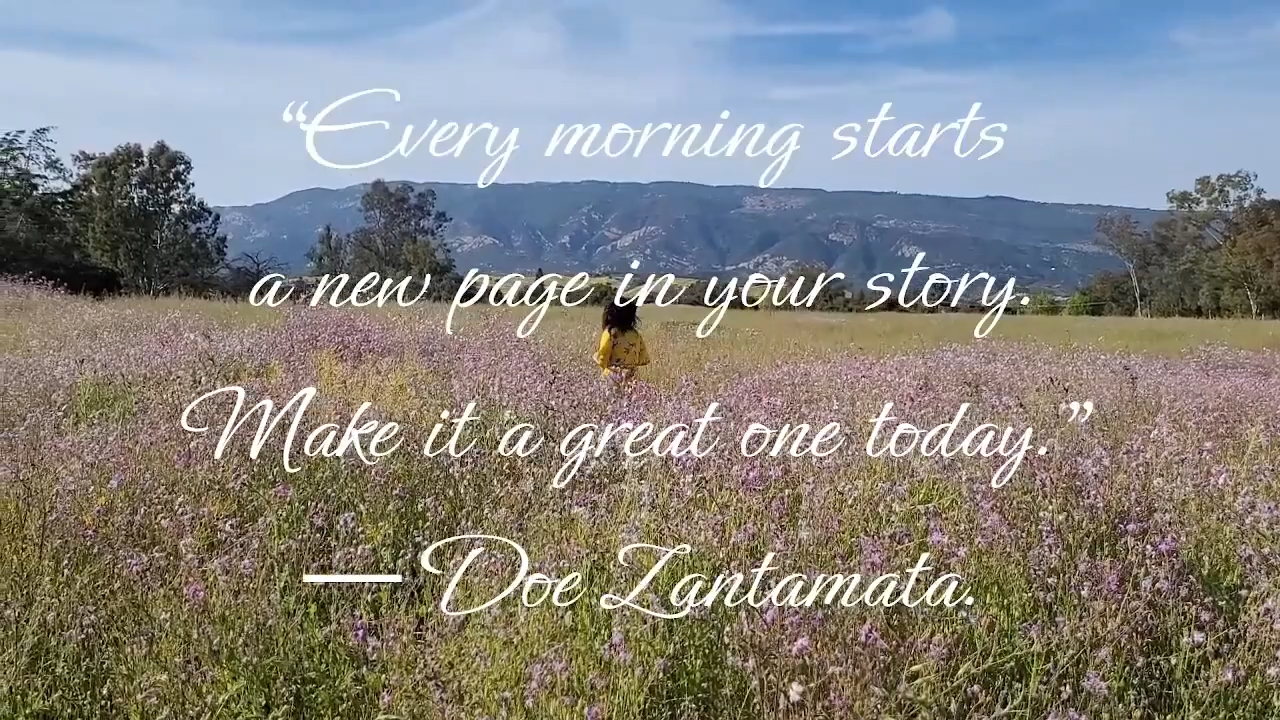 “Every morning starts
a new page in your story.
Make it a great one today.”
— Doe Zantamata.